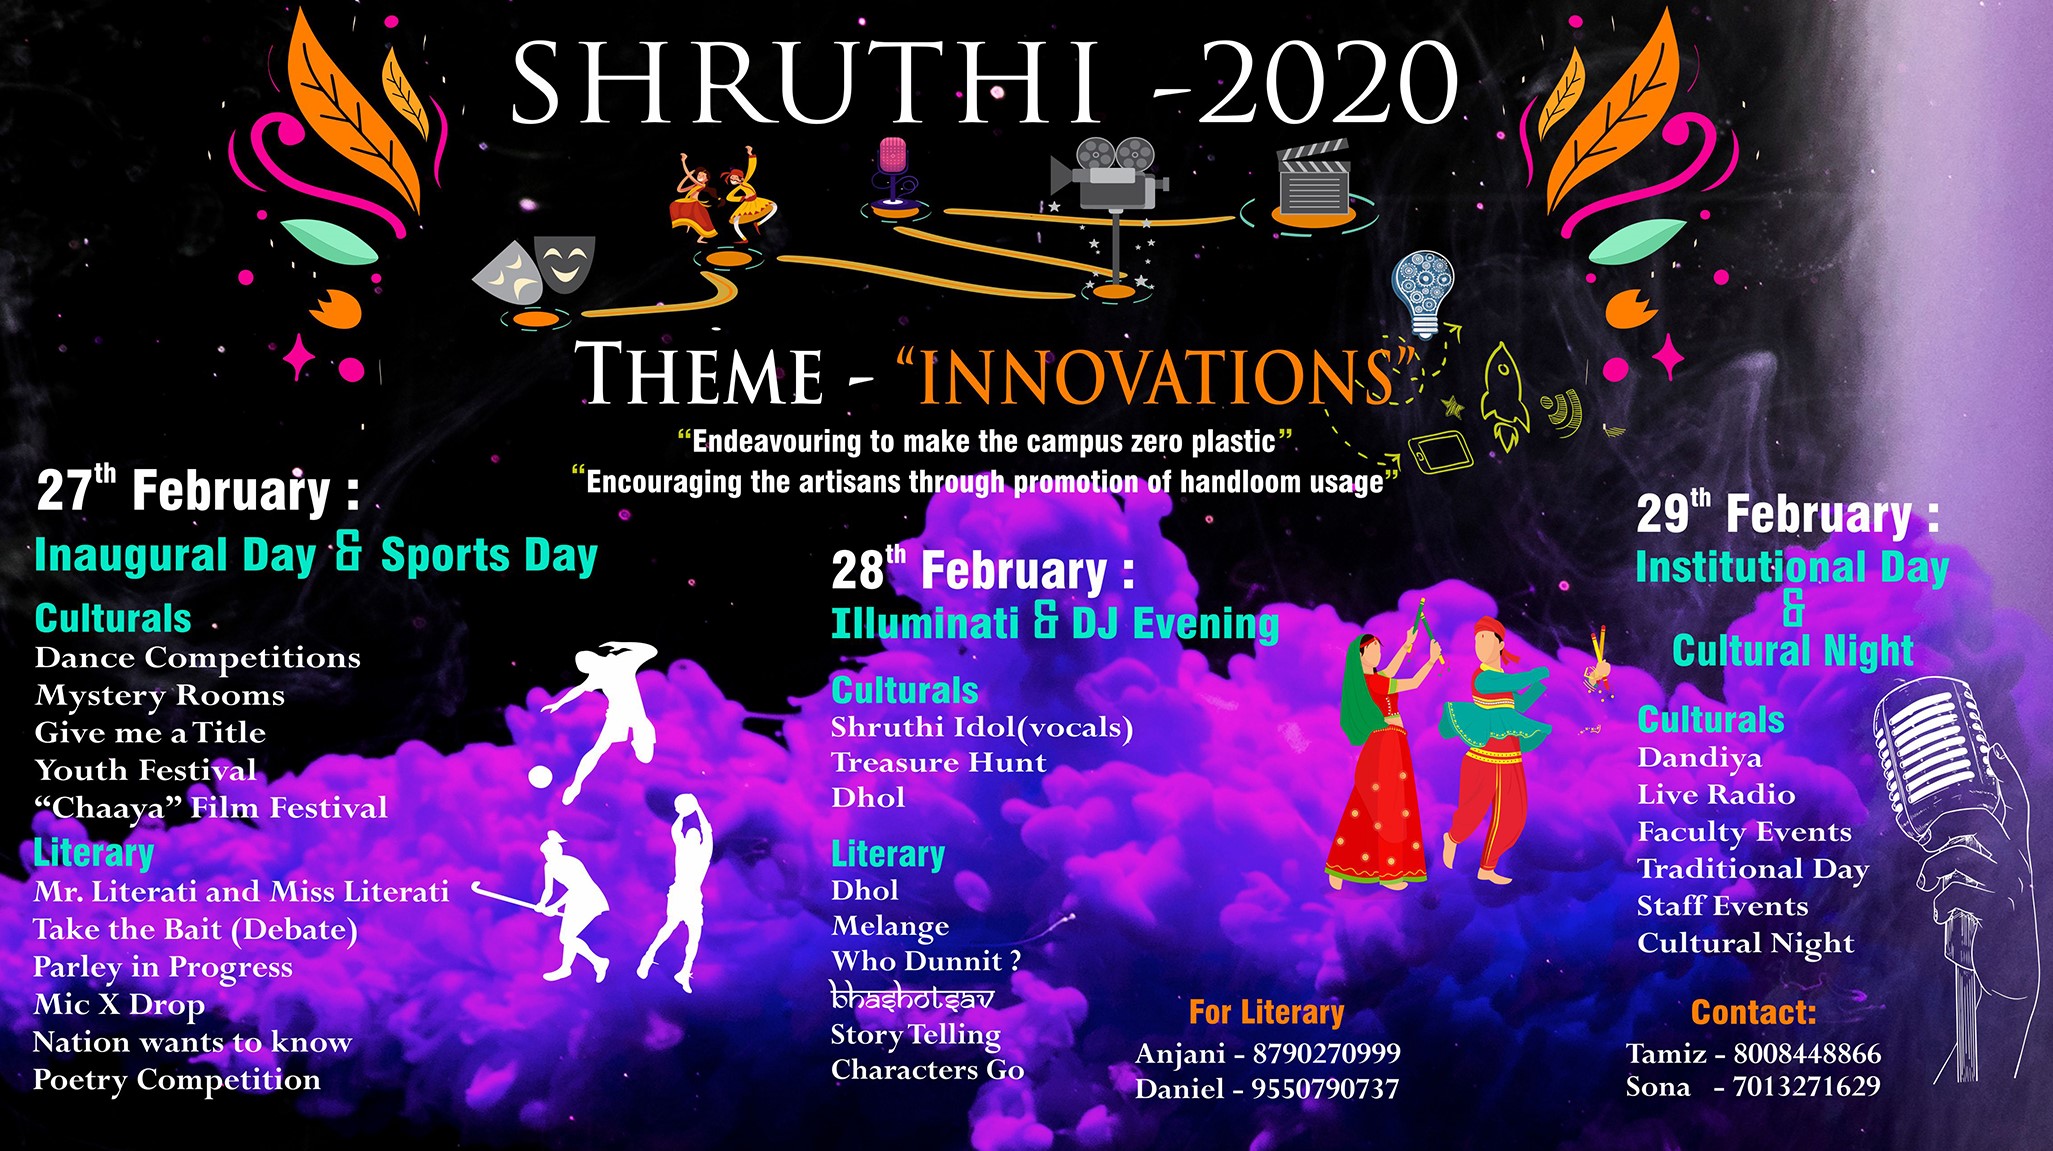 SHRUTHI -2020
THEME - “INNOVATIONS”
“Endeavouring to make the campus zero plastic”
“Encouraging the artisans through promotion of handloom usage”
27th February :
Inaugural Day & Sports Day
Culturals
Dance Competitions
Mystery Rooms
Give me a Title
Youth Festival
“Chaaya” Film Festival
Literary
Mr. Literati and Miss Literati
Take the Bait (Debate)
Parley in Progress
Mic X Drop
Nation wants to know
Poetry Competition
28th February :
Illuminati & DJ Evening
Culturals
Shruthi Idol(vocals)
Treasure Hunt
Dhol
Literary
Dhol
Melange
Who Dunnit ?
bhashotsav
Story Telling
Characters Go
For Literary
Anjani - 8790270999
Daniel - 9550790737
29th February :
Institutional Day
&
Cultural Night
Culturals
Dandiya
Live Radio
Faculty Events
Traditional Day
Staff Events
Cultural Night
Contact:
Tamiz - 8008448866
Sona - 7013271629